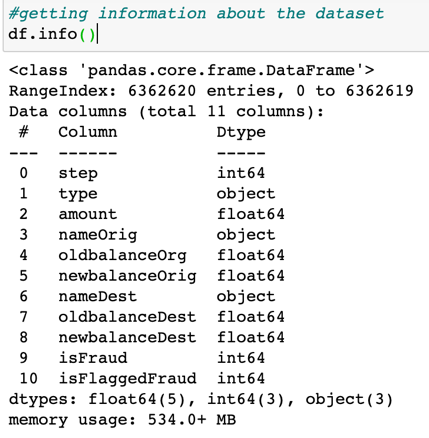 #getting information about the dataset
df.info()
<class 'pandas.core.frame.DataFrame'>
RangeIndex: 6362620 entries, 0 to 6362619
Data columns (total 11 columns):
 #   Column          Dtype
---  ------          -----
 0   step            int64
 1   type            object
 2   amount          float64
 3   nameOrig        object
 4   oldbalanceOrg   float64
 5   newbalanceOrig  float64
 6   nameDest        object
 7   oldbalanceDest  float64
 8   newbalanceDest  float64
 9   isFraud         int64
 10  isFlaggedFraud  int64
dtypes: float64(5), int64(3), object(3)
memory usage: 534.0+ MB